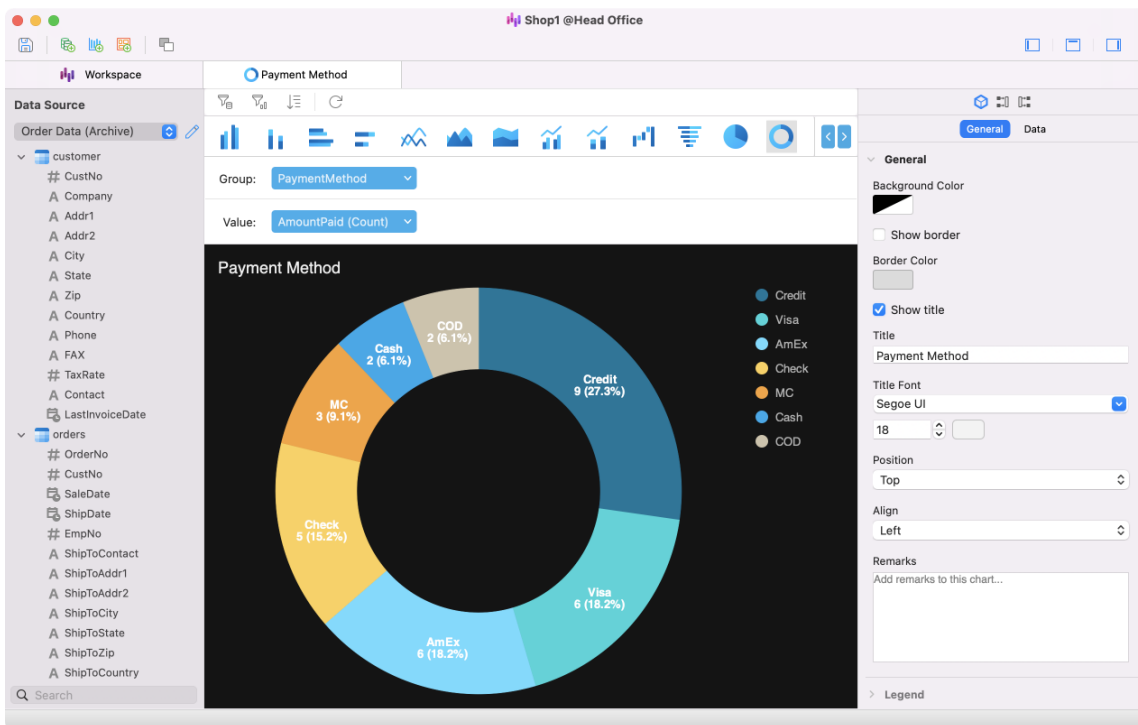 Shop1 @Head Office
Workspace
Payment Method
Data Source
Order Data (Archive)
customer
# CustNo
A Company
A Addr1
A Addr2
A City
A State
A Zip
A Country
A Phone
A FAX
# TaxRate
A Contact
LastInvoiceDate
orders
# OrderNo
# CustNo
SaleDate
ShipDate
# EmpNo
A ShipToContact
A ShipToAddr1
A ShipToAddr2
A ShipToCity
A ShipToState
A ShipToZip
A ShipToCountry
Search
Group: PaymentMethod
Value: AmountPaid (Count)
Payment Method
COD
2 (6.1%)
Cash
2 (6.1%)
Credit
9 (27.3%)
MC
3 (9.1%)
Check
5 (15.2%)
Visa
6 (18.2%)
AmEx
6 (18.2%)
Credit
Visa
AmEx
Check
MC
Cash
COD
General Data
General
Background Color
Show border
Border Color
Show title
Title
Payment Method
Title Font
Segoe UI
18
Position
Top
Align
Left
Remarks
Add remarks to this chart...
Legend